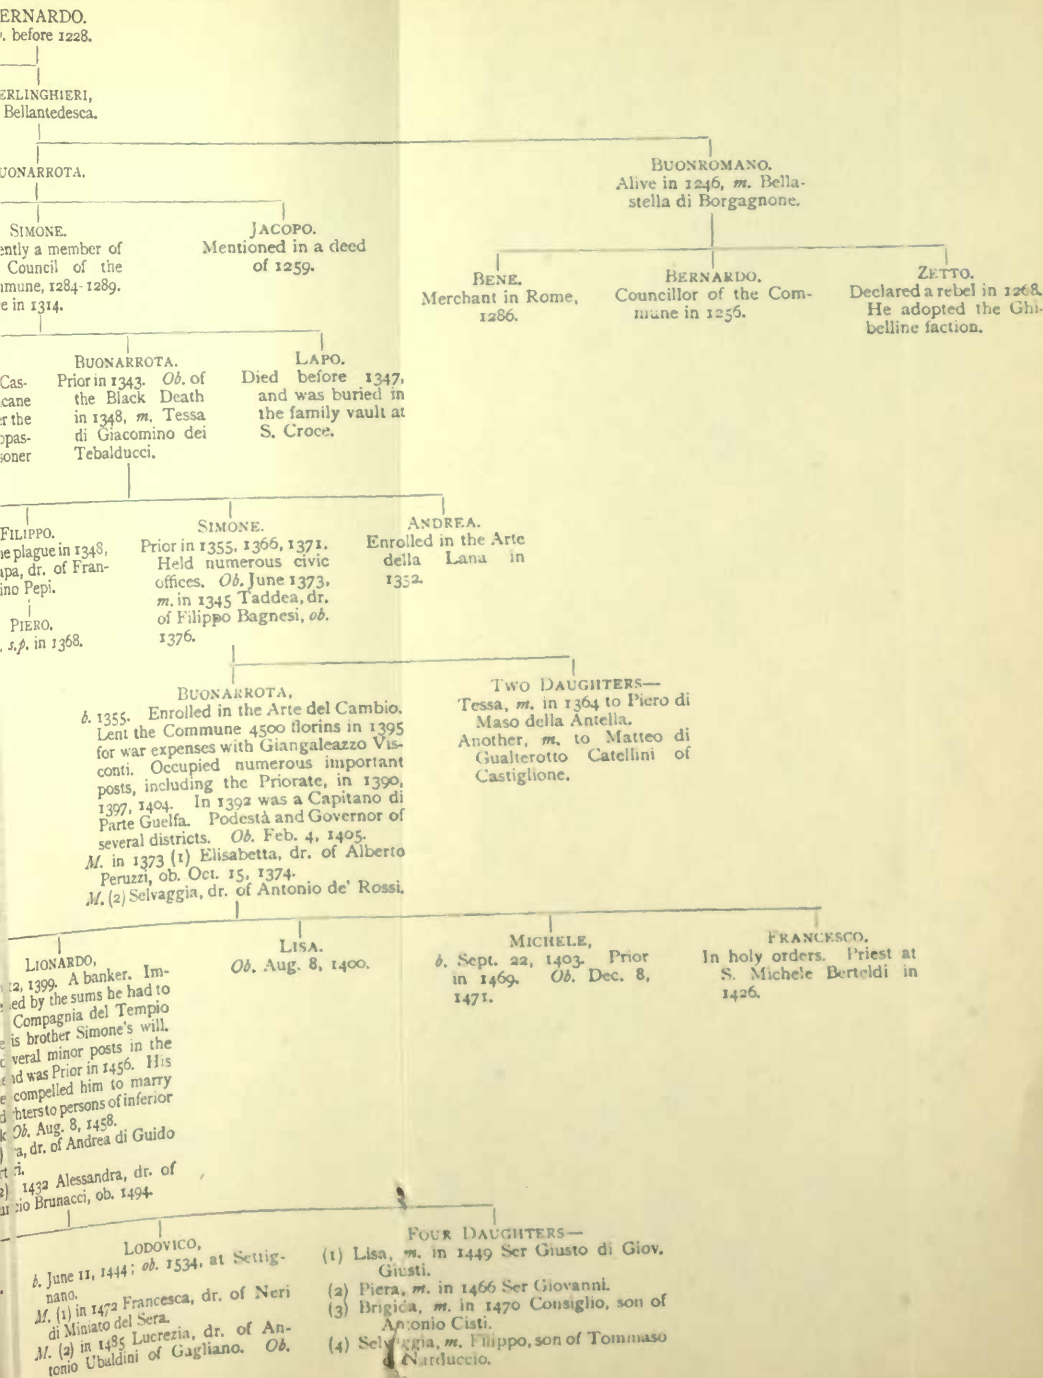 ERNARDO.
before 1228.
ERLINGHIERI,
Bellantedesca.
UONARROTA.
BUONROMANO.
Alive in 1246, m. Bella-
stella di Borgagnone.
SIMONE.
ently a member of
Council of the
mmune, 1284-1289.
e in 1314.
JACOPO.
Mentioned in a deed
of 1259.
BENE.
Merchant in Rome,
1286.
BERNARDO.
Councillor of the Com-
mune in 1256.
ZETTO.
Declared a rebel in 1268.
He adopted the Ghi-
belline faction.
Cas-
cane
er the
opas-
soner
BUONARROTA.
Prior in 1343. Ob. of
the Black Death
in 1348, m. Tessa
di Giacomino dei
Tebalducci.
LAPO.
Died before 1347,
and was buried in
the family vault at
S. Croce.
FILIPPO.
e plague in 1348,
apa, dr. of Fran-
ino Pepi.
PIERO.
s.p. in 1368.
SIMONE.
Prior in 1355, 1366, 1371.
Held numerous civic
offices. Ob. June 1373,
m. in 1345 Taddea, dr.
of Filippo Bagnesi, ob.
1376.
ANDREA.
Enrolled in the Arte
della Lana in
1352.
BUONARROTA,
b. 1355. Enrolled in the Arte del Cambio.
Lent the Commune 4500 florins in 1395
for war expenses with Giangaleazzo Vis-
conti. Occupied numerous important
posts, including the Priorate, in 1390,
1397, 1404. In 1392 was a Capitano di
Parte Guelfa. Podestà and Governor of
several districts. Ob. Feb. 4, 1405.
M. in 1373 (1) Elisabetta, dr. of Alberto
Peruzzi, ob. Oct. 15, 1374.
M. (2) Selvaggia, dr. of Antonio de' Rossi.
TWO DAUGHTERS—
Tessa, m. in 1364 to Piero di
Maso della Antella.
Another, m. to Matteo di
Gualterotto Catellini of
Castiglione.
LIONARDO,
12, 1399. A banker. Im-
ed by the sums he had to
Compagnia del Tempio
is brother Simone's will.
veral minor posts in the
nd was Prior in 1456. His
compelled him to marry
hters to persons of inferior
Ob. Aug. 8, 1458.
a, dr. of Andrea di Guido
ri.
1432 Alessandra, dr. of
cio Brunacci, ob. 1494.
LISA.
Ob. Aug. 8, 1400.
MICHELE,
b. Sept. 22, 1403. Prior
in 1469. Ob. Dec. 8,
1471.
FRANCESCO.
In holy orders. Priest at
S. Michele Berteldi in
1426.
LODOVICO,
b. June 11, 1444; ob. 1534, at Settig-
nano.
M. (1) in 1472 Francesca, dr. of Neri
di Miniato del Sera.
M. (2) in 1485 Lucrezia, dr. of An-
tonio Ubaldini of Gagliano. Ob.
FOUR DAUGHTERS—
(1) Lisa, m. in 1449 Ser Giusto di Giov.
Giusti.
(2) Piera, m. in 1466 Ser Giovanni.
(3) Brigida, m. in 1470 Consiglio, son of
Antonio Cisti.
(4) Selvaggia, m. Filippo, son of Tommaso
Narduccio.